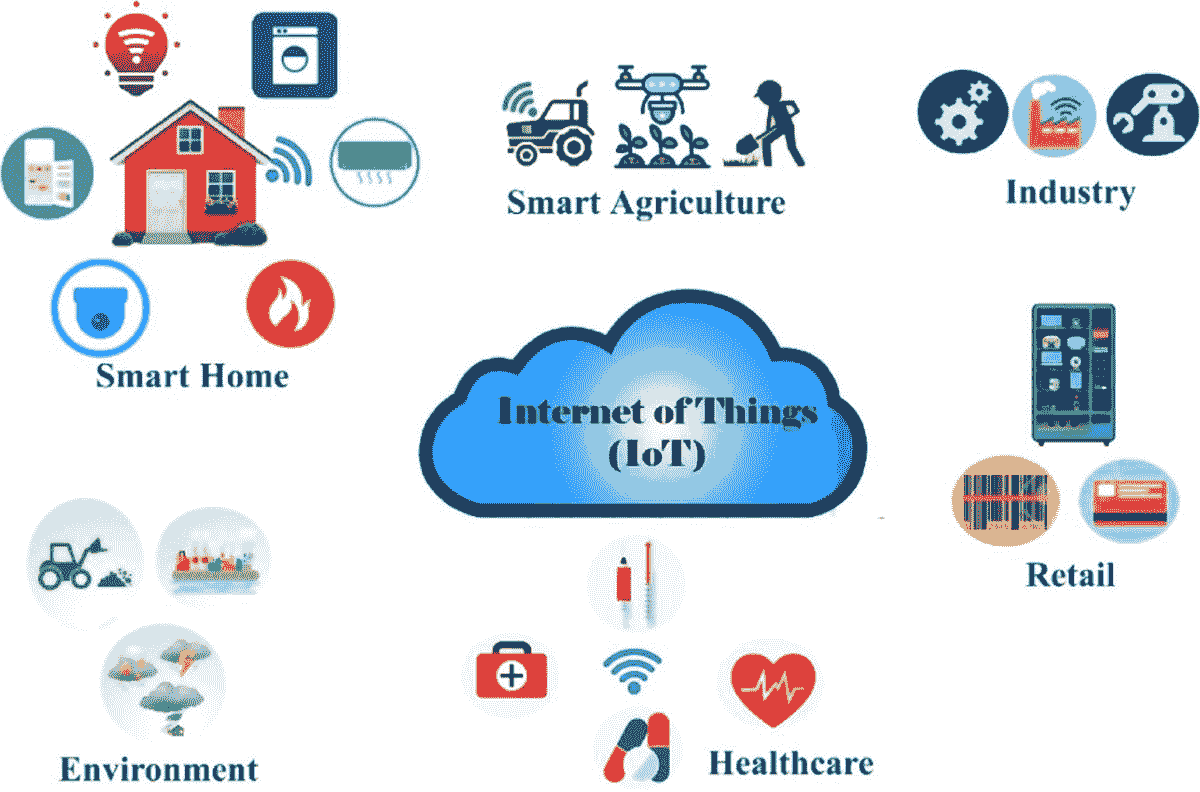 Smart Agriculture
Industry
Smart Home
Internet of Things
(IoT)
Retail
Environment
Healthcare